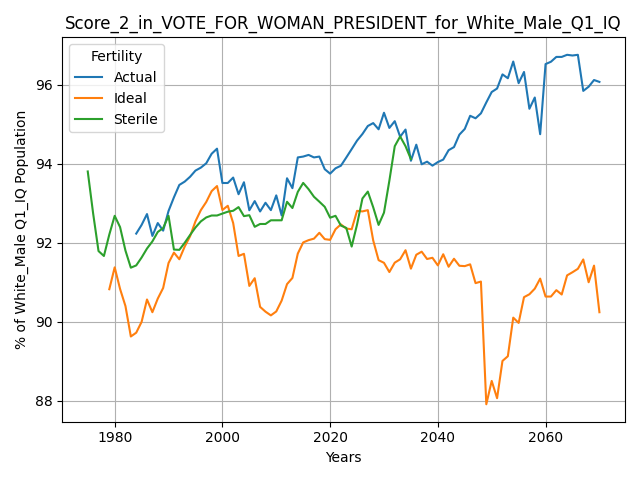 Score_2_in_VOTE_FOR_WOMAN_PRESIDENT_for_White_Male_Q1_IQ
Fertility
Actual
Ideal
Sterile
% of White_Male Q1_IQ Population
96
94
92
90
88
1980
2000
2020
2040
2060
Years